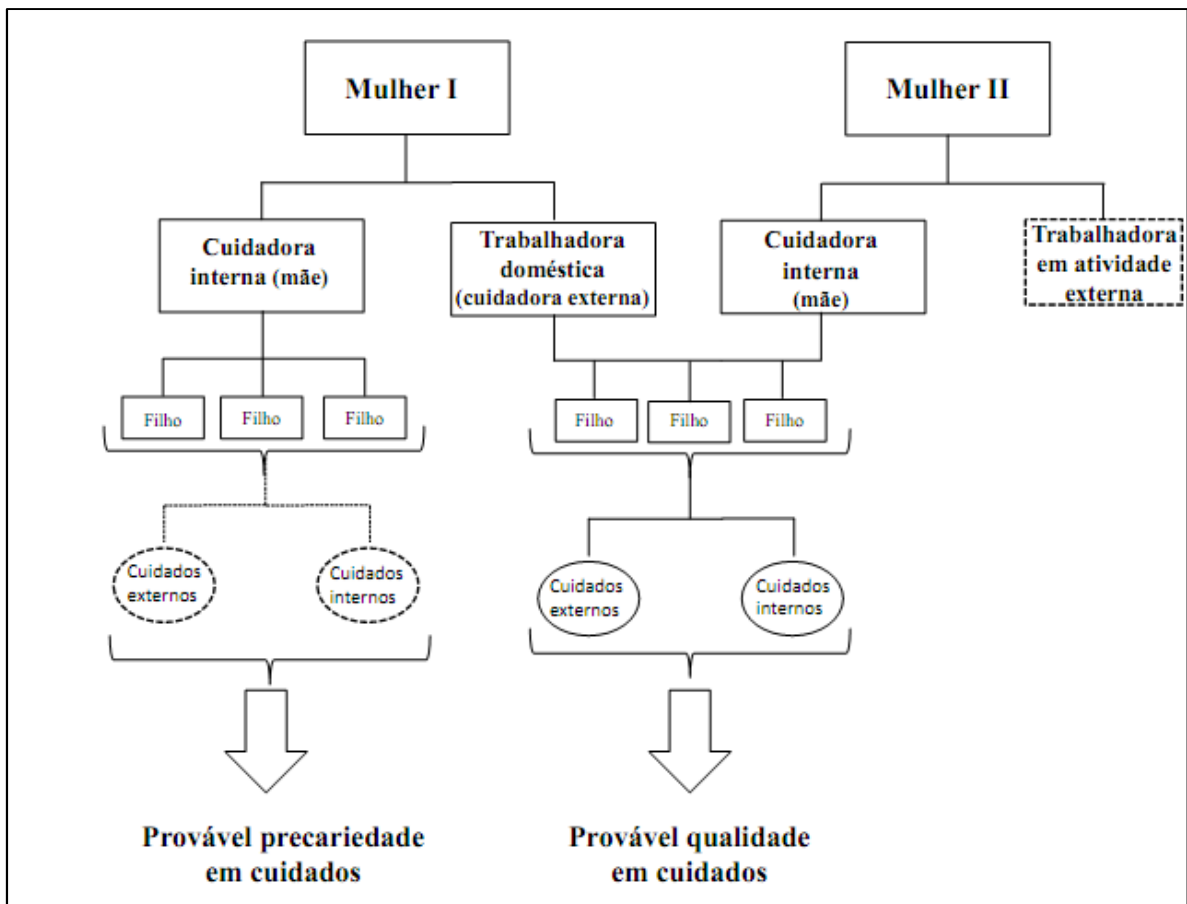 Mulher I
Mulher II
Cuidadora
interna (mãe)
Trabalhadora
doméstica
(cuidadora externa)
Cuidadora
interna
(mãe)
Trabalhadora
em atividade
externa
Filho
Filho
Filho
Filho
Filho
Filho
Cuidados
externos
Cuidados
internos
Cuidados
externos
Cuidados
internos
Provável precariedade
em cuidados
Provável qualidade
em cuidados